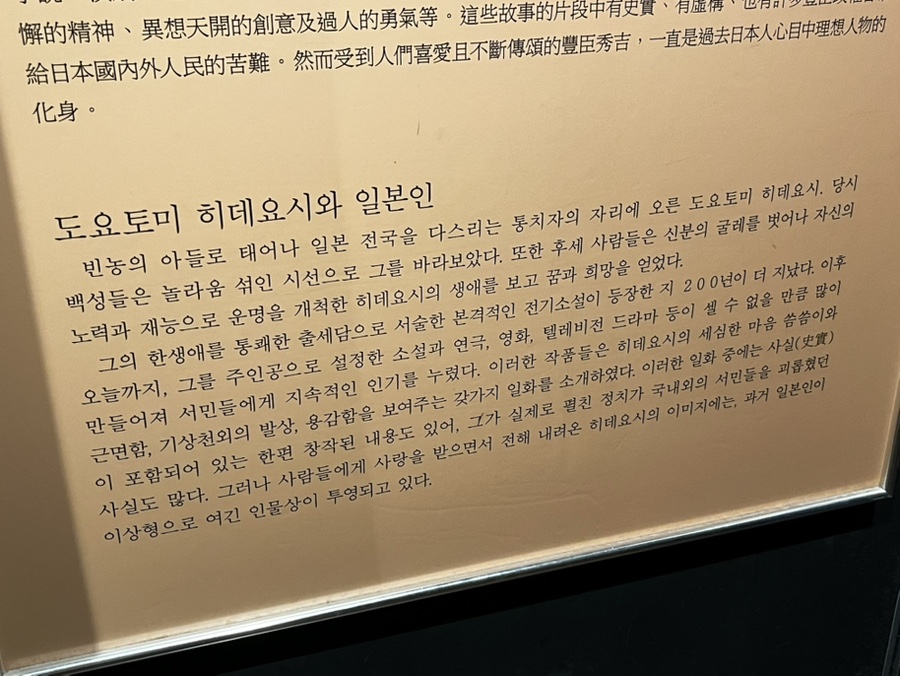 懈的精神、異想天開的創意及過人的勇氣等。這些故事的片段中有史實、有虛構、也有許多豐臣政權
給日本國內外人民的苦難。然而受到人們喜愛且不斷傳頌的豐臣秀吉，一直是過去日本人心目中理想人物的
化身。
도요토미 히데요시와 일본인
빈농의 아들로 태어나 일본 전국을 다스리는 통치자의 자리에 오른 도요토미 히데요시. 당시
백성들은 놀라움 섞인 시선으로 그를 바라보았다. 또한 후세 사람들은 신분의 굴레를 벗어나 자신의
노력과 재능으로 운명을 개척한 히데요시의 생애를 보고 꿈과 희망을 얻었다.
그의 한생애를 통쾌한 출세담으로 서술한 본격적인 전기소설이 등장한 지 200년이 더 지났다. 이후
오늘까지, 그를 주인공으로 설정한 소설과 연극, 영화, 텔레비전 드라마 등이 셀 수 없을 만큼 많이
만들어져 서민들에게 지속적인 인기를 누렸다. 이러한 작품들은 히데요시의 세심한 마음 씀씀이와
근면함, 기상천외의 발상, 용감함을 보여주는 갖가지 일화를 소개하였다. 이러한 일화 중에는 사실(史實)
이 포함되어 있는 한편 창작된 내용도 있어, 그가 실제로 펼친 정치가 국내외의 서민들을 괴롭혔던
사실도 많다. 그러나 사람들에게 사랑을 받으면서 전해 내려온 히데요시의 이미지에는, 과거 일본인이
이상형으로 여긴 인물상이 투영되고 있다.